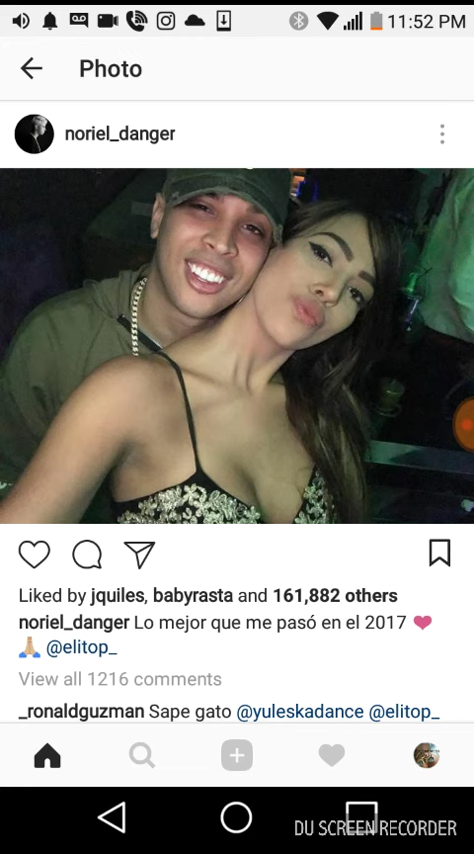 11:52 PM
Photo
noriel_danger
Liked by jquiles, babyrasta and 161,882 others
noriel_danger Lo mejor que me pasó en el 2017 ❤
🙏🏼 @elitop_
View all 1216 comments
_ronaldguzman Sape gato @yuleskadance @elitop_
DU SCREEN RECORDER